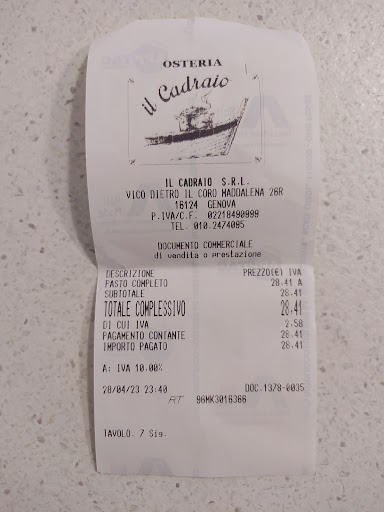 OSTERIA
il Cadraio
IL CADRAIO S.R.L.
VICO DIETRO IL CORO MADDALENA 26R
16124 GENOVA
P.IVA/C.F. 02218490999
TEL. 010.2474095
DOCUMENTO COMMERCIALE
di vendita o prestazione
DESCRIZIONE PREZZO(€) IVA
PASTO COMPLETO 28,41 A
SUBTOTALE 28,41
TOTALE COMPLESSIVO 28,41
DI CUI IVA 2,58
PAGAMENTO CONTANTE 28,41
IMPORTO PAGATO 28,41
A: IVA 10.00%
28/04/23 23:40 DOC.1378-0035
RT 96MK3016366
TAVOLO. 7 Sig.